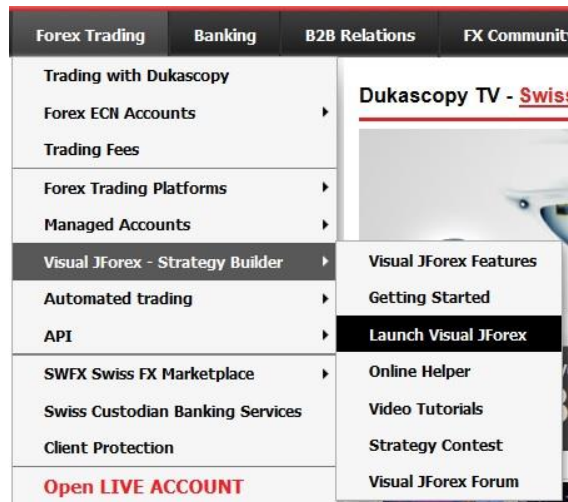 Forex Trading Banking B2B Relations FX Communit
Trading with Dukascopy
Forex ECN Accounts
Trading Fees
Forex Trading Platforms
Managed Accounts
Visual JForex - Strategy Builder
Automated trading
API
SWFX Swiss FX Marketplace
Swiss Custodian Banking Services
Client Protection
Open LIVE ACCOUNT
Dukascopy TV - Swiss
Visual JForex Features
Getting Started
Launch Visual JForex
Online Helper
Video Tutorials
Strategy Contest
Visual JForex Forum